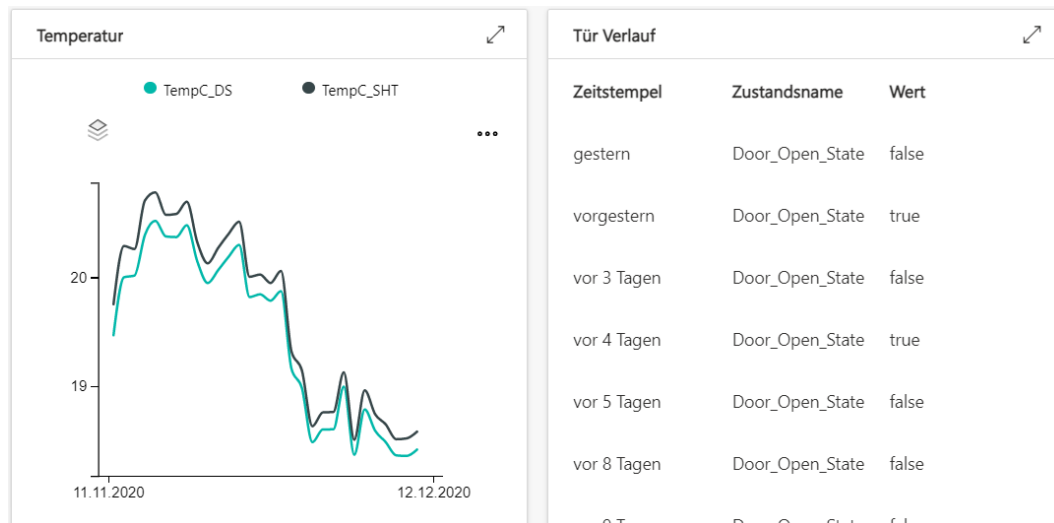 Temperatur
TempC_DS TempC_SHT
20
19
11.11.2020 12.12.2020
Tür Verlauf
Zeitstempel Zustandsname Wert
gestern Door_Open_State false
vorgestern Door_Open_State true
vor 3 Tagen Door_Open_State false
vor 4 Tagen Door_Open_State true
vor 5 Tagen Door_Open_State false
vor 8 Tagen Door_Open_State false